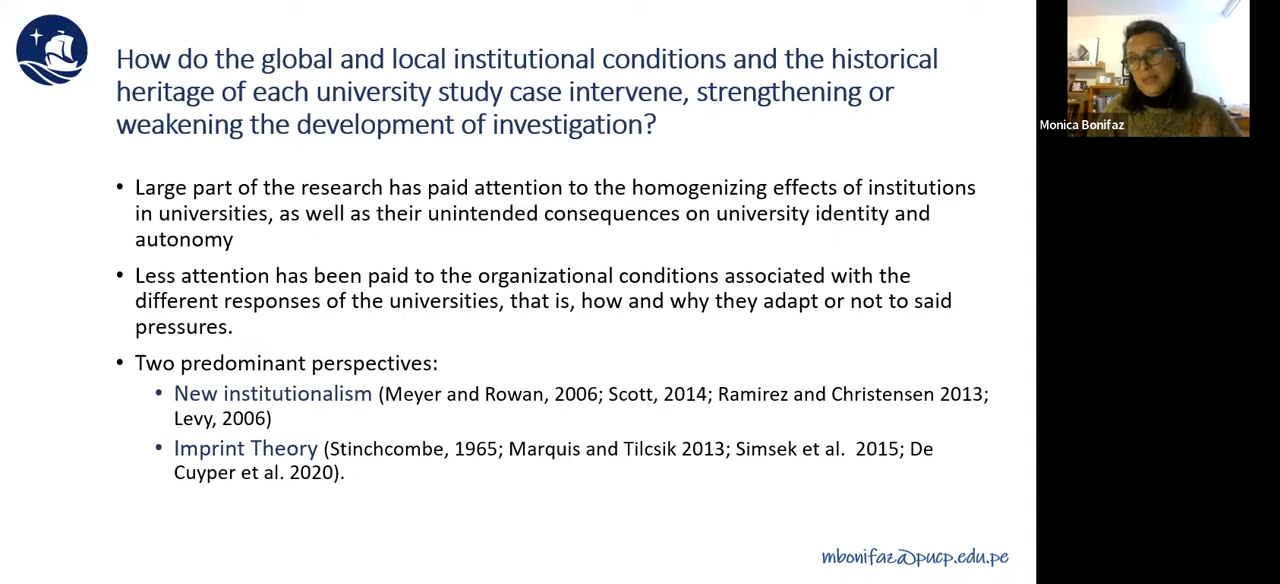 How do the global and local institutional conditions and the historical
heritage of each university study case intervene, strengthening or
weakening the development of investigation?
• Large part of the research has paid attention to the homogenizing effects of institutions
in universities, as well as their unintended consequences on university identity and
autonomy
• Less attention has been paid to the organizational conditions associated with the
different responses of the universities, that is, how and why they adapt or not to said
pressures.
• Two predominant perspectives:
• New institutionalism (Meyer and Rowan, 2006; Scott, 2014; Ramirez and Christensen 2013;
Levy, 2006)
• Imprint Theory (Stinchcombe, 1965; Marquis and Tilcsik 2013; Simsek et al. 2015; De
Cuyper et al. 2020).
mbonifaz@pucp.edu.pe
Monica Bonifaz